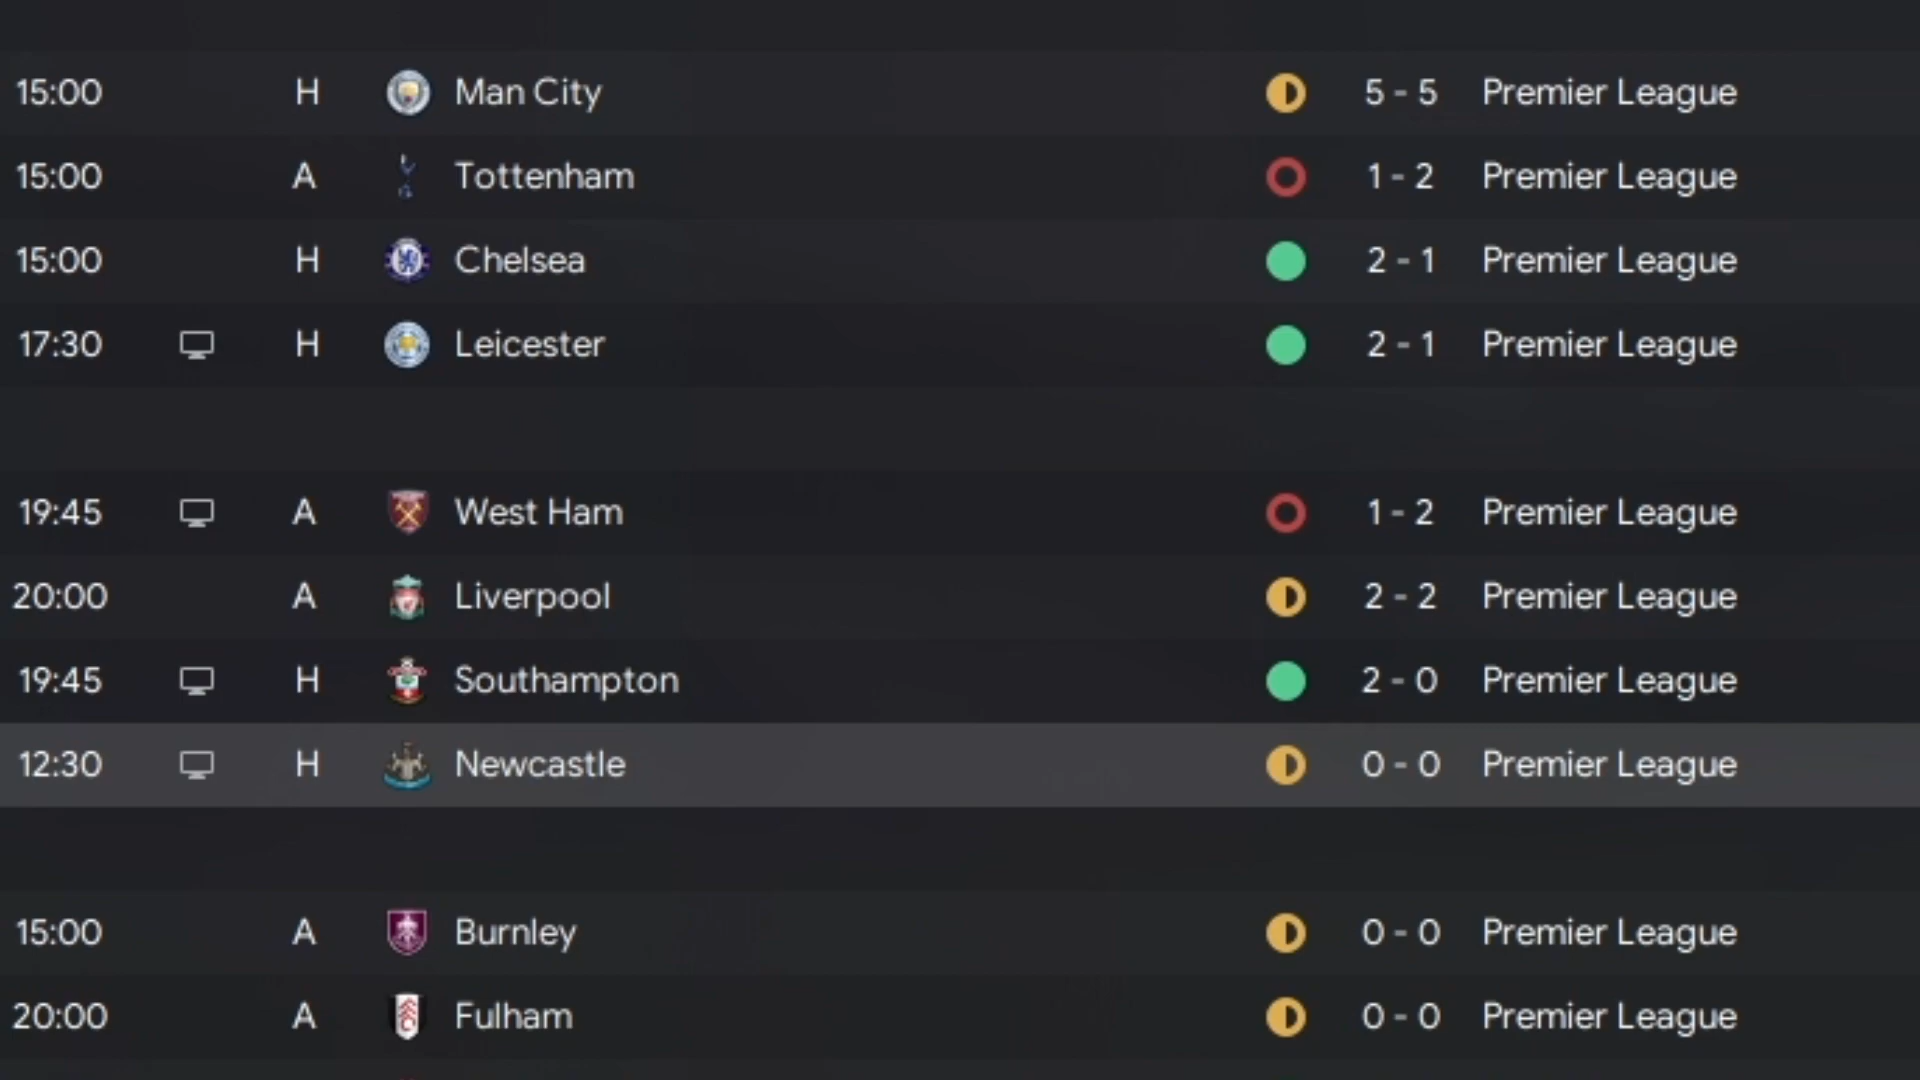 15:00 H Man City 5 - 5 Premier League
15:00 A Tottenham 1 - 2 Premier League
15:00 H Chelsea 2 - 1 Premier League
17:30 H Leicester 2 - 1 Premier League
19:45 A West Ham 1 - 2 Premier League
20:00 A Liverpool 2 - 2 Premier League
19:45 H Southampton 2 - 0 Premier League
12:30 H Newcastle 0 - 0 Premier League
15:00 A Burnley 0 - 0 Premier League
20:00 A Fulham 0 - 0 Premier League